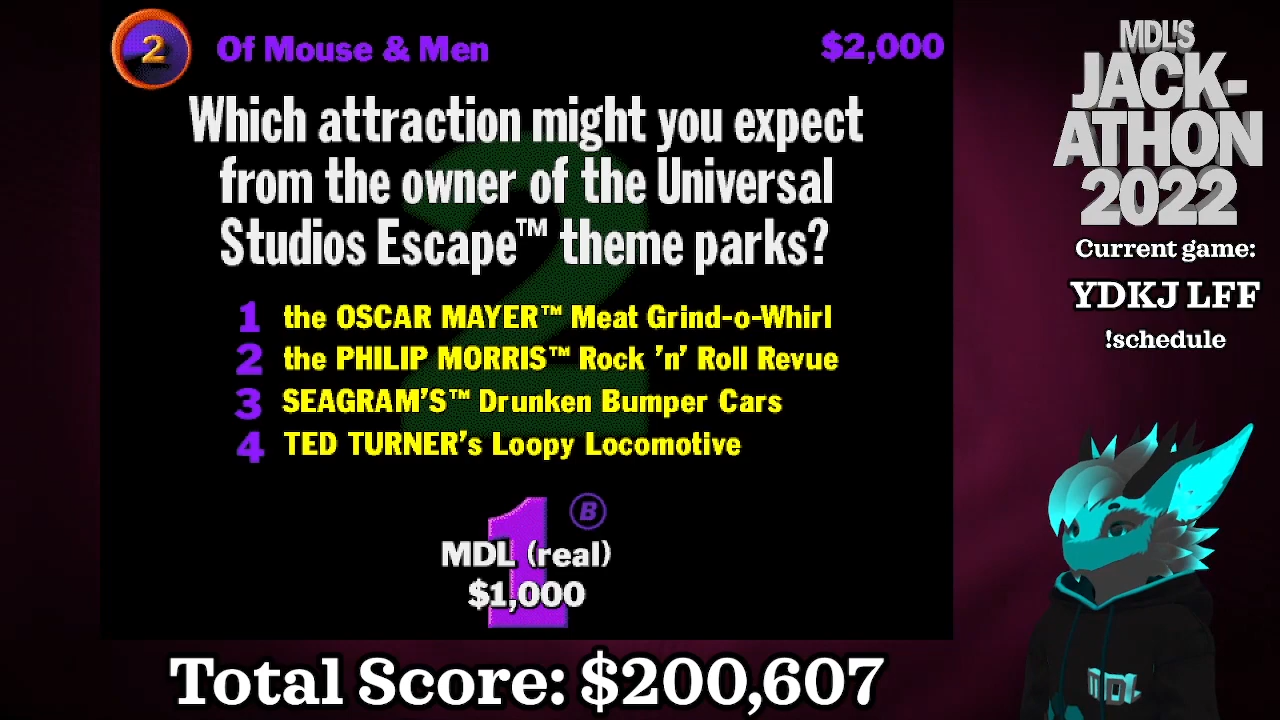 2 Of Mouse & Men $2,000
Which attraction might you expect
from the owner of the Universal
Studios Escape™ theme parks?
1 the OSCAR MAYER™ Meat Grind-o-Whirl
2 the PHILIP MORRIS™ Rock 'n' Roll Revue
3 SEAGRAM'S™ Drunken Bumper Cars
4 TED TURNER's Loopy Locomotive
1 B
MDL (real)
$1,000
Total Score: $200,607
MDL'S
JACK-
ATHON
2022
Current game:
YDKJ LFF
!schedule
MDL